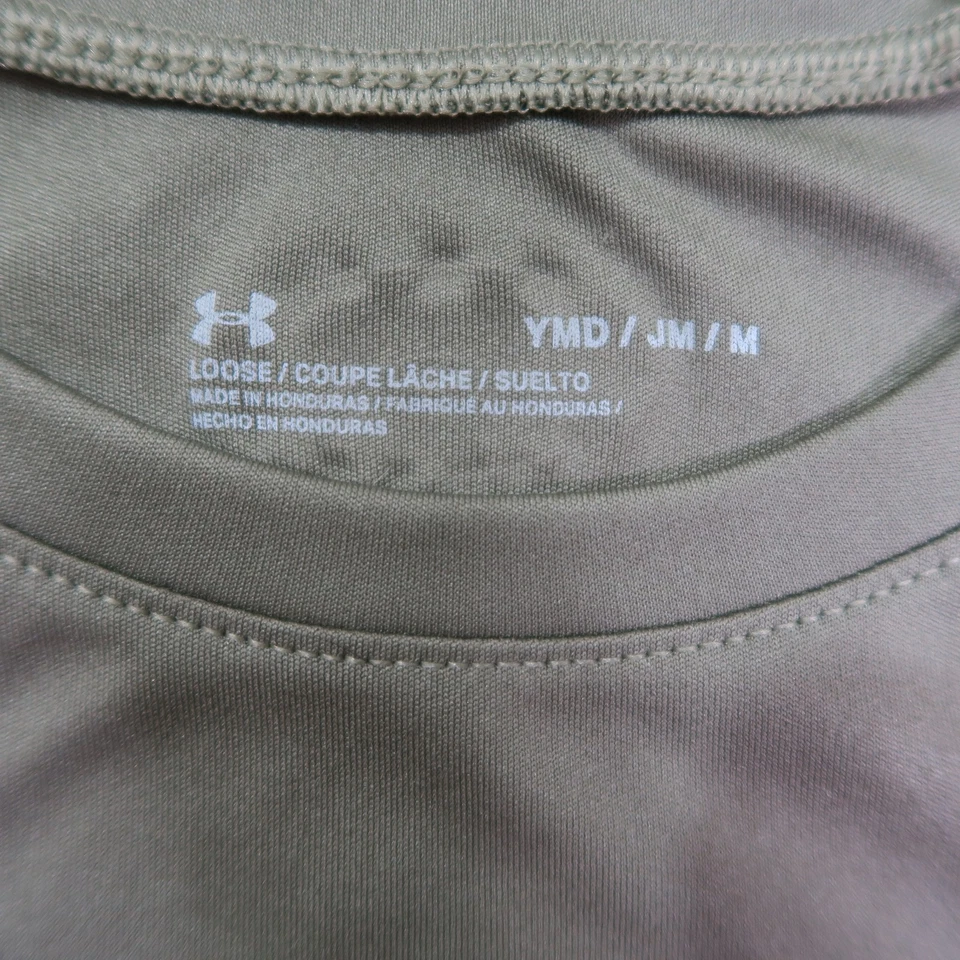 YMD / JM / M
LOOSE / COUPE LÂCHE / SUELTO
MADE IN HONDURAS / FABRIQUÉ AU HONDURAS /
HECHO EN HONDURAS